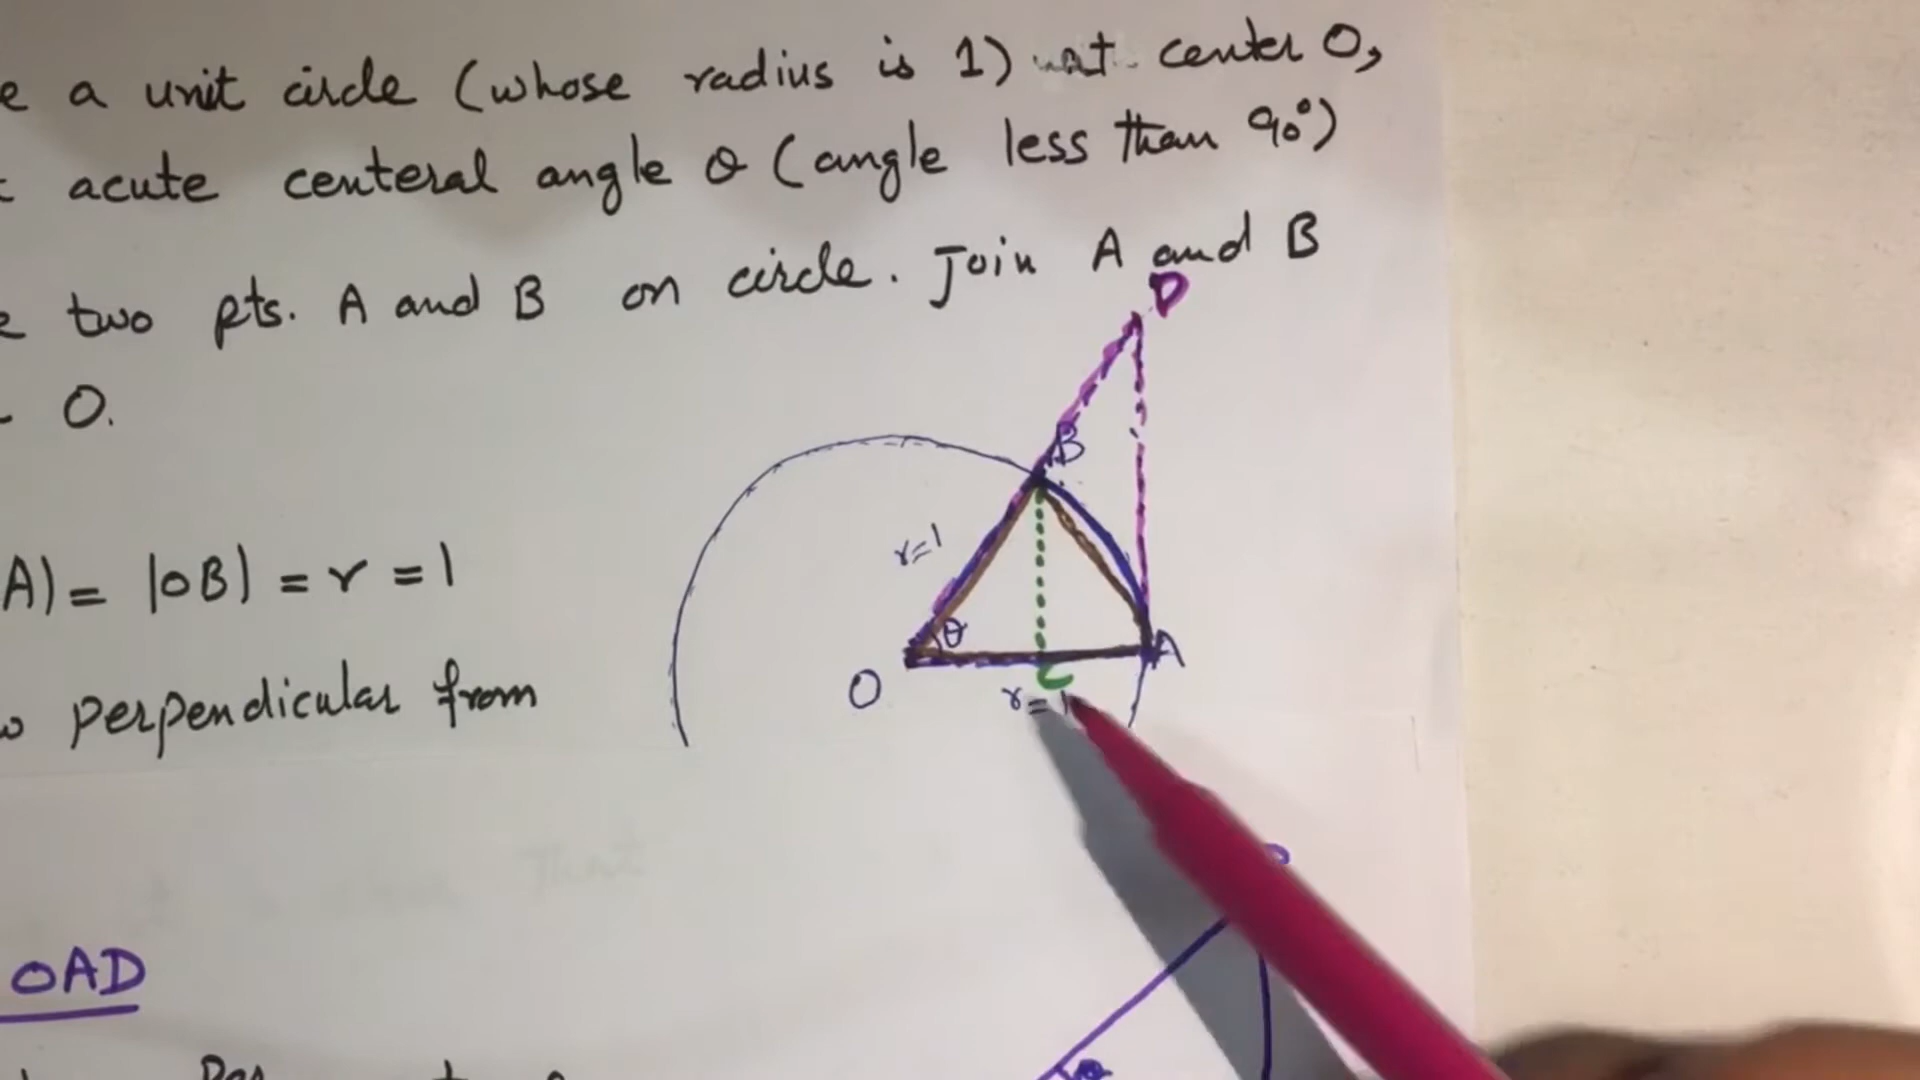 e a unit circle (whose radius is 1) at center O,
acute centeral angle θ (angle less than 90°)
two pts. A and B on circle. Join A and B
O.
D
B
r=1
θ
A
O
C
r=1
A) = |OB| = r = 1
perpendicular from
OAD